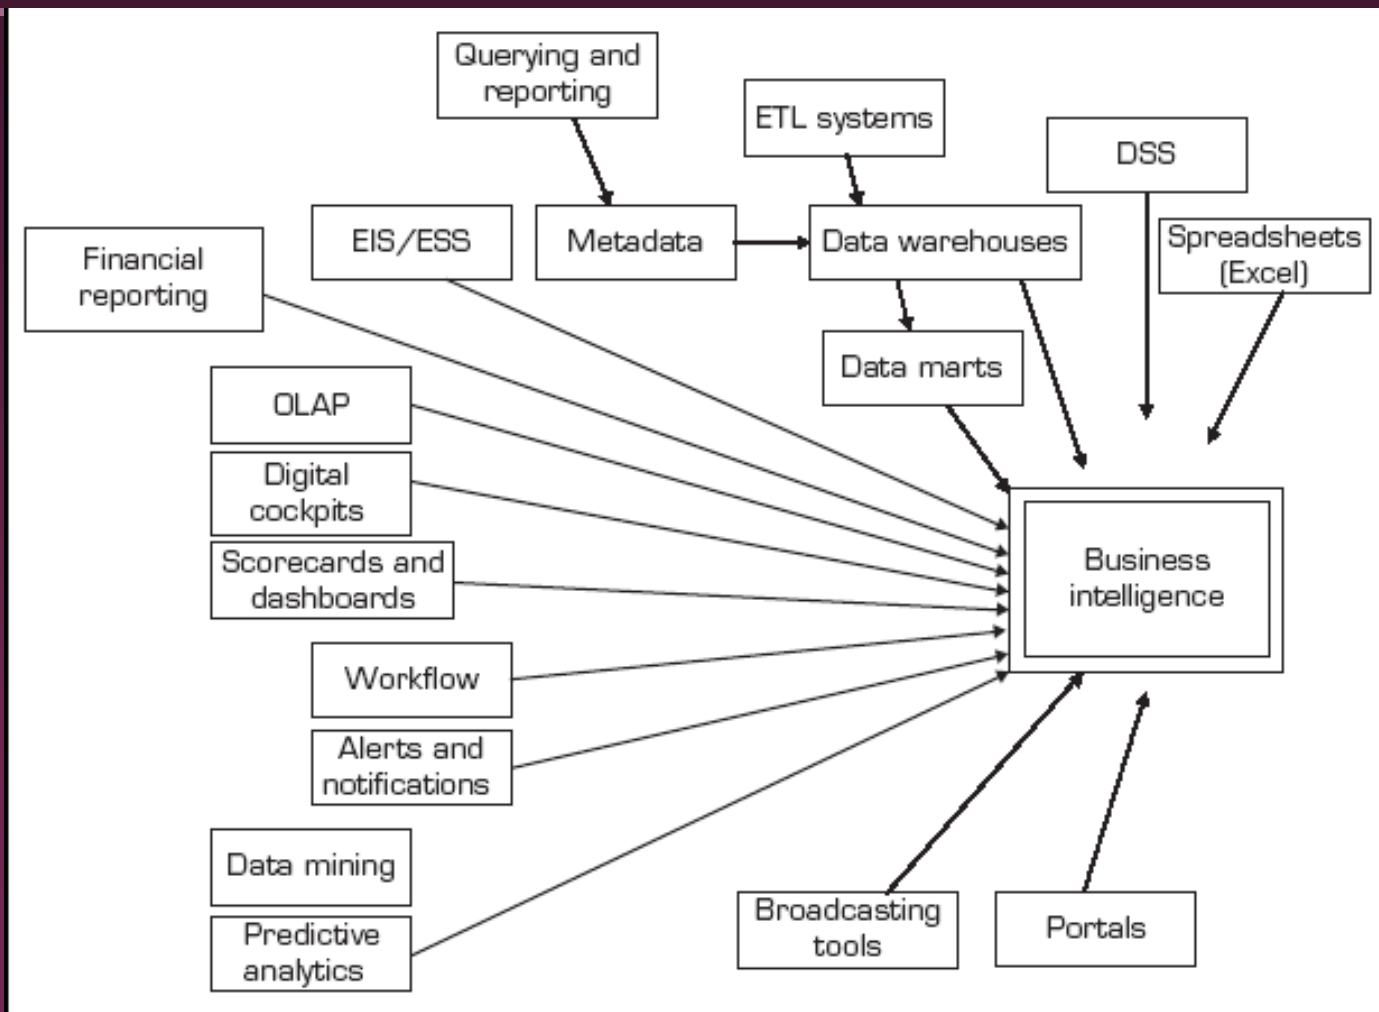 Querying and
reporting
ETL systems
DSS
EIS/ESS
Metadata
Data warehouses
Spreadsheets
(Excel)
Financial
reporting
Data marts
OLAP
Digital
cockpits
Scorecards and
dashboards
Business
intelligence
Workflow
Alerts and
notifications
Data mining
Predictive
analytics
Broadcasting
tools
Portals